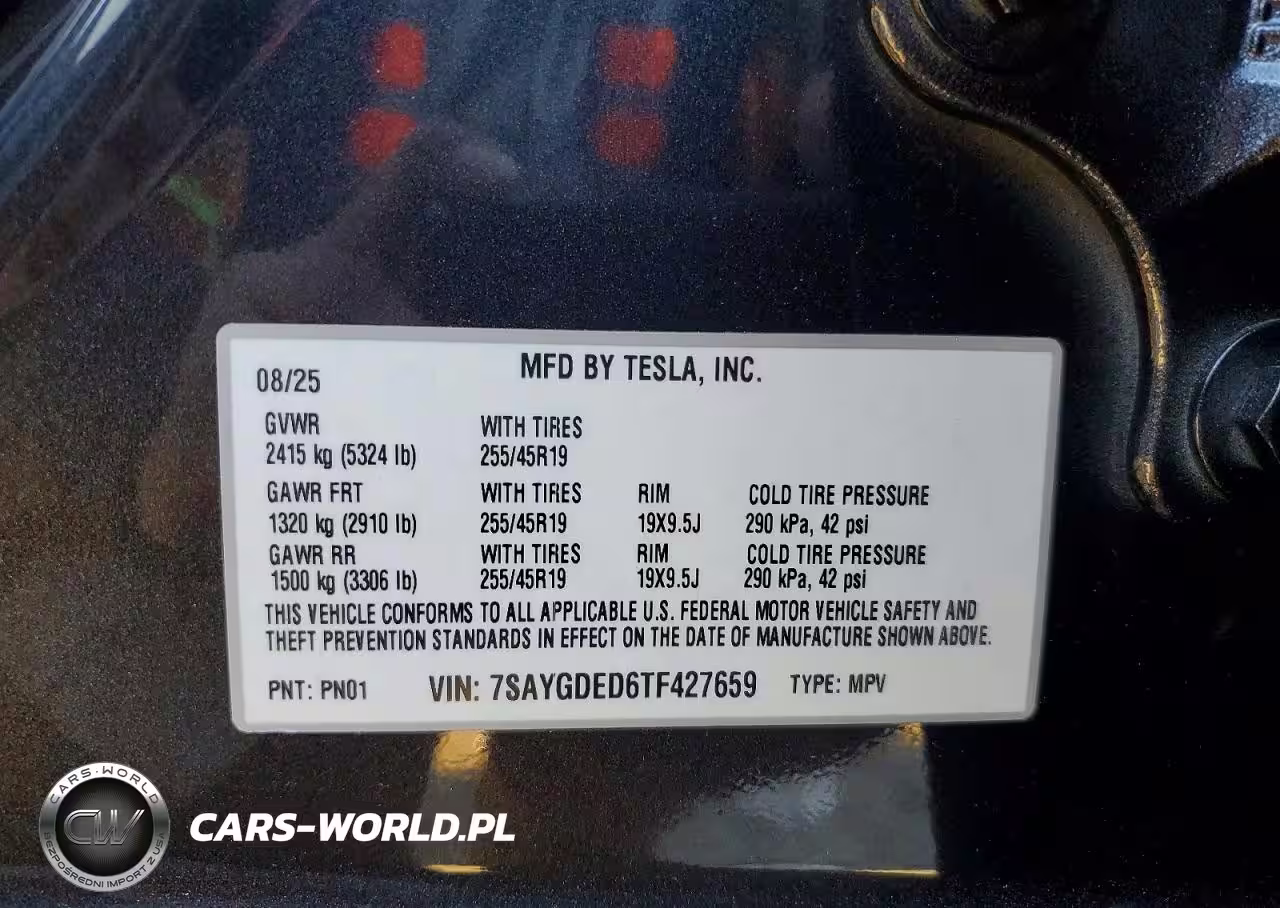 08/25 MFD BY TESLA, INC.
GVWR WITH TIRES
2415 kg (5324 lb) 255/45R19
GAWR FRT WITH TIRES RIM COLD TIRE PRESSURE
1320 kg (2910 lb) 255/45R19 19X9.5J 290 kPa, 42 psi
GAWR RR WITH TIRES RIM COLD TIRE PRESSURE
1500 kg (3306 lb) 255/45R19 19X9.5J 290 kPa, 42 psi
THIS VEHICLE CONFORMS TO ALL APPLICABLE U.S. FEDERAL MOTOR VEHICLE SAFETY AND
THEFT PREVENTION STANDARDS IN EFFECT ON THE DATE OF MANUFACTURE SHOWN ABOVE.
PNT: PN01 VIN: 7SAYGDED6TF427659 TYPE: MPV
CARS-WORLD
CW
BEZPOŚREDNI IMPORT Z USA
CARS-WORLD.PL